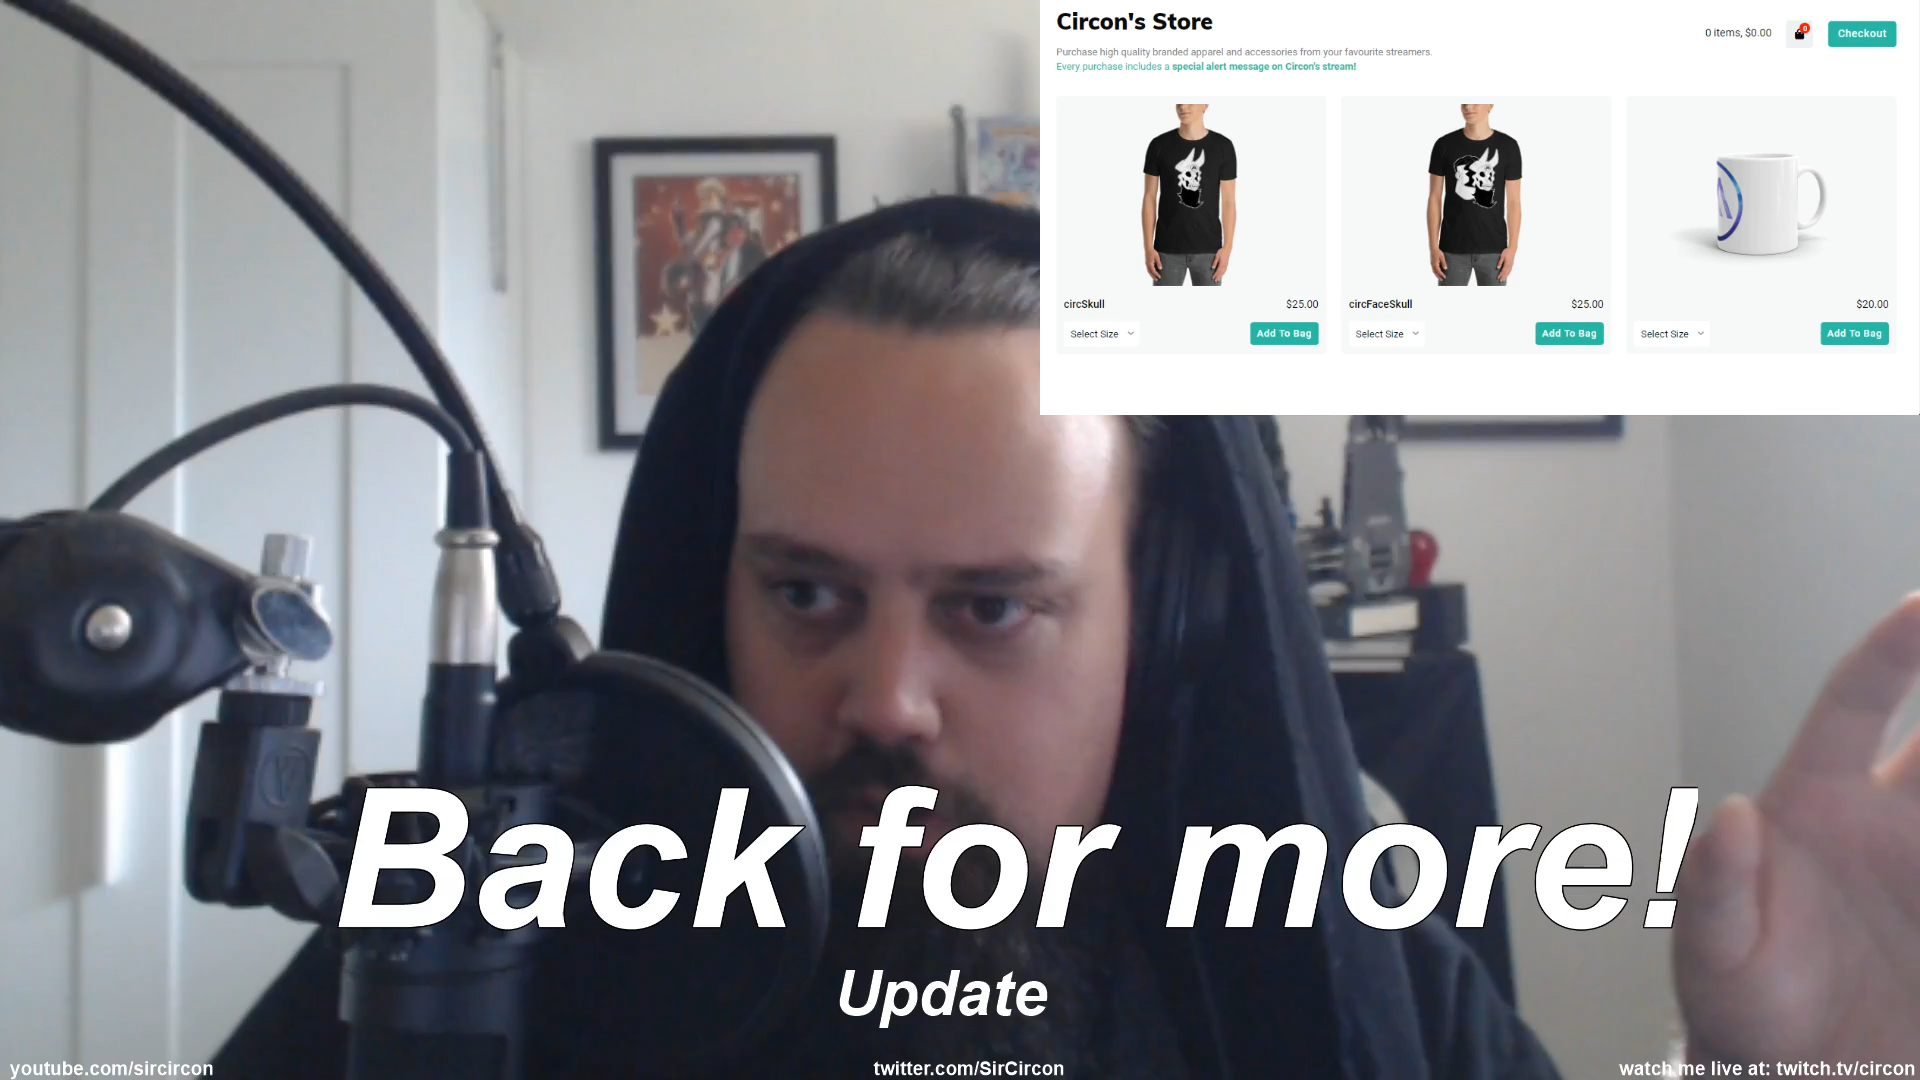 Circon's Store
0 items, $0.00
0
Checkout
Purchase high quality branded apparel and accessories from your favourite streamers.
Every purchase includes a special alert message on Circon's stream!
circSkull
$25.00
Select Size
Add To Bag
circFaceSkull
$25.00
Select Size
Add To Bag
$20.00
Select Size
Add To Bag
Back for more!
Update
youtube.com/sircircon
twitter.com/SirCircon
watch me live at: twitch.tv/circon